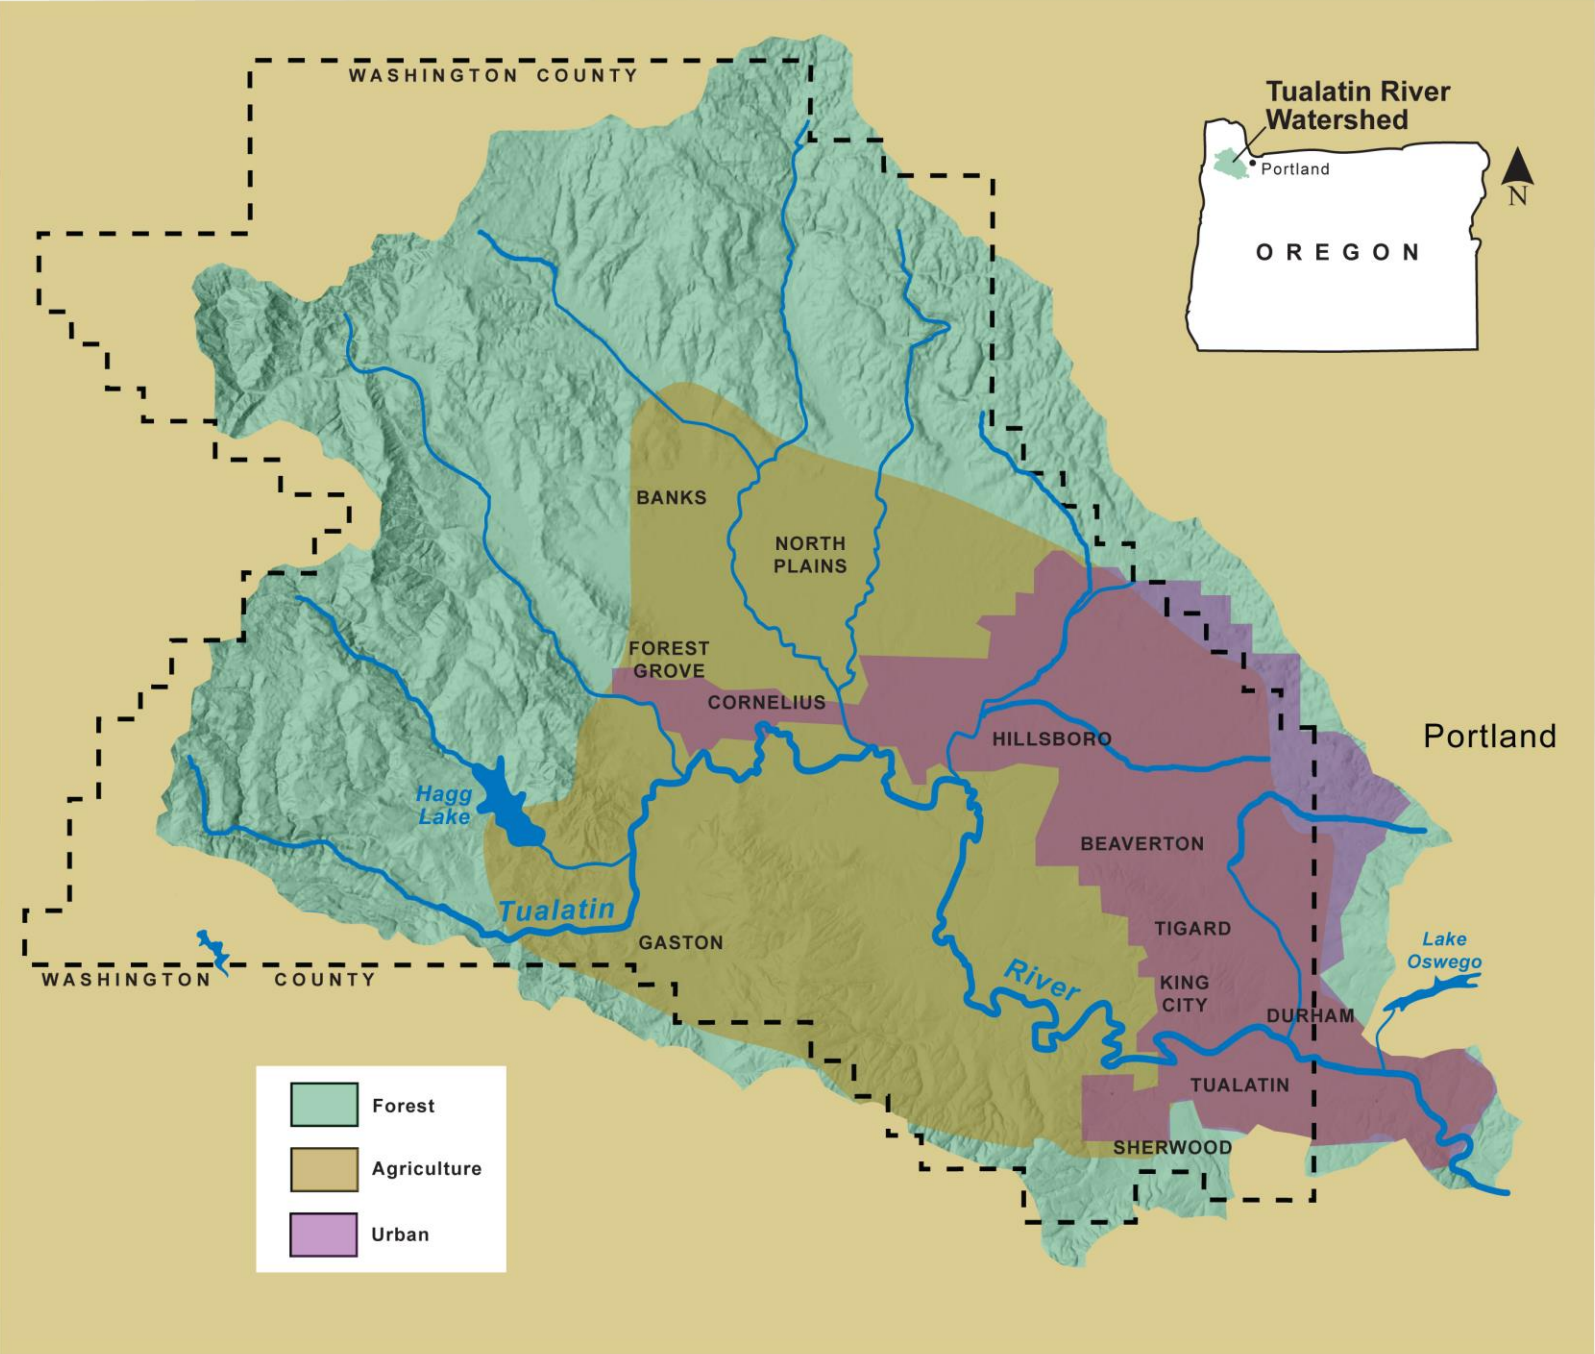 WASHINGTON COUNTY
Tualatin River
Watershed
Portland
N
OREGON
BANKS
NORTH
PLAINS
FOREST
GROVE
CORNELIUS
HILLSBORO
Portland
Hagg
Lake
BEAVERTON
Tualatin
GASTON
TIGARD
River
KING
CITY
Lake
Oswego
WASHINGTON COUNTY
DURHAM
TUALATIN
SHERWOOD
Forest
Agriculture
Urban